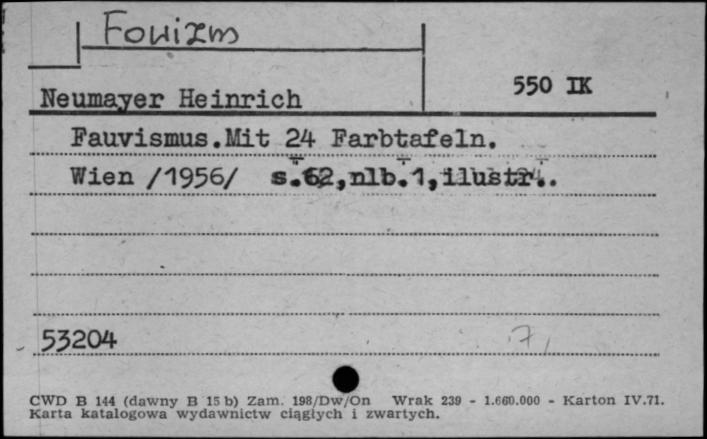 Fowizm
550 IK
Neumayer Heinrich
Fauvismus.Mit 24 Farbtafeln.
Wien /1956/ s.62,nlb.1,ilustr..
53204
7,
CWD B 144 (dawny B 15 b) Zam. 198/Dw/On Wrak 239 - 1.660.000 - Karton IV.71.
Karta katalogowa wydawnictw ciągłych i zwartych.